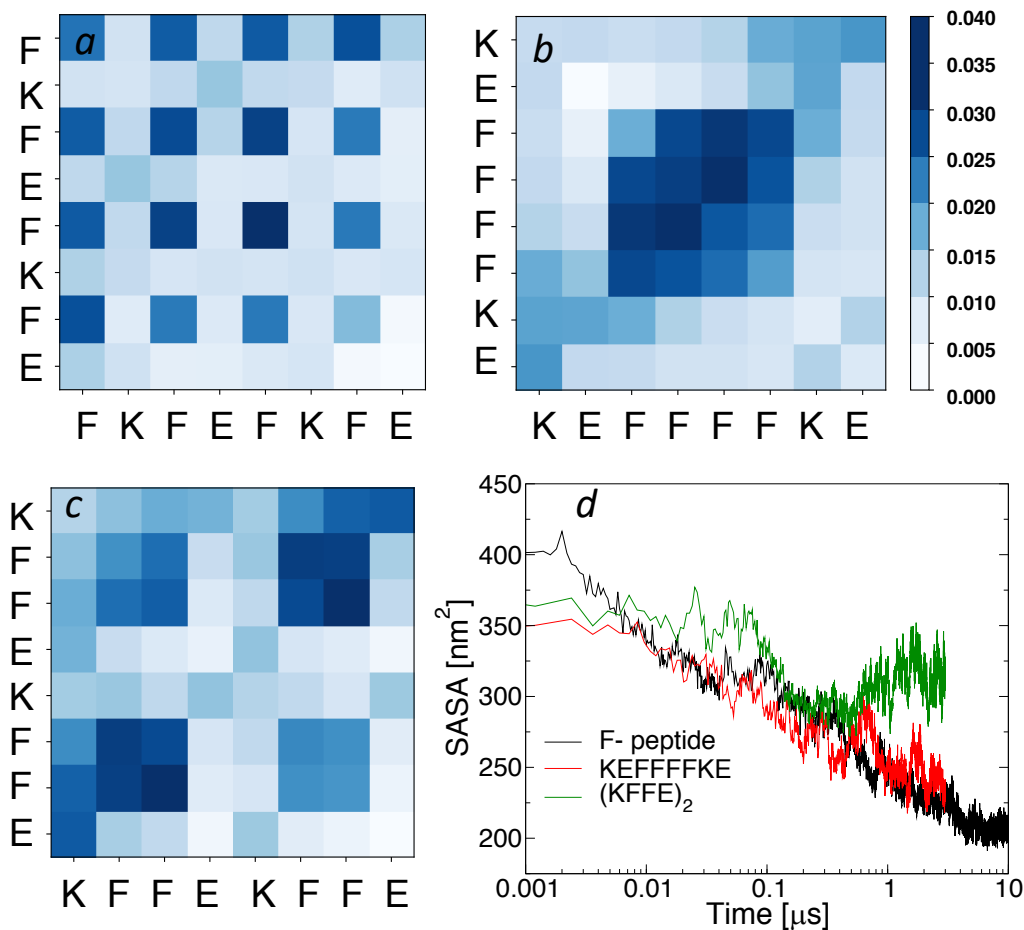 a
F
K
F
E
F
K
F
E
F K F E F K F E
b
K
E
F
F
F
F
K
E
K E F F F F K E
0.040
0.035
0.030
0.025
0.020
0.015
0.010
0.005
0.000
c
K
F
F
E
K
F
F
E
K F F E K F F E
d
SASA [nm²]
450
400
350
300
250
200
F- peptide
KEFFFFKE
(KFFE)₂
0.001 0.01 0.1 1 10
Time [μs]